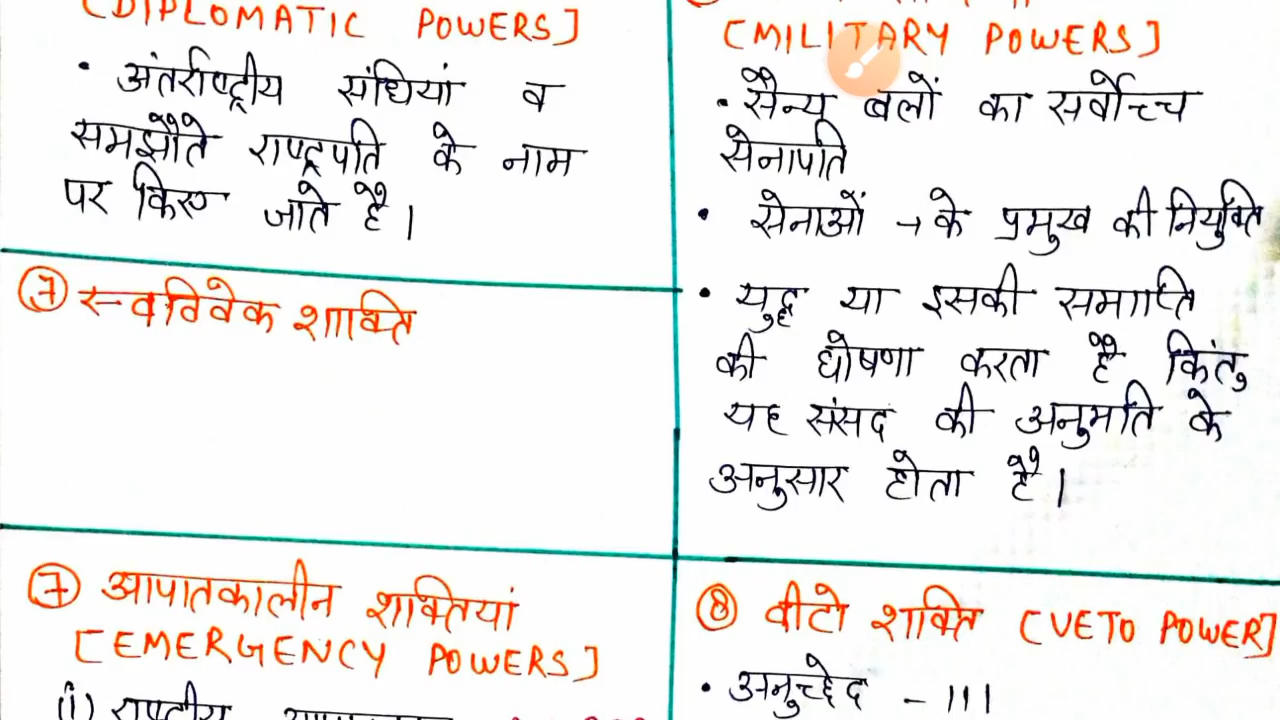 [DIPLOMATIC POWERS]
• अंतर्राष्ट्रीय संधियां व
समझौते राष्ट्रपति के नाम
पर किए जाते है।
[MILITARY POWERS]
• सैन्य बलों का सर्वोच्च
सेनापति
• सेनाओं → के प्रमुख की नियुक्ति
• युद्ध या इसकी समाप्ति
की घोषणा करता है किंतु
यह संसद की अनुमति के
अनुसार होता है।
⑦ स्वविवेक शक्ति
⑦ आपातकालीन शक्तियां
[EMERGENCY POWERS]
(i) राष्ट्रीय
⑧ वीटो शक्ति [VETO POWER]
• अनुच्छेद - 111